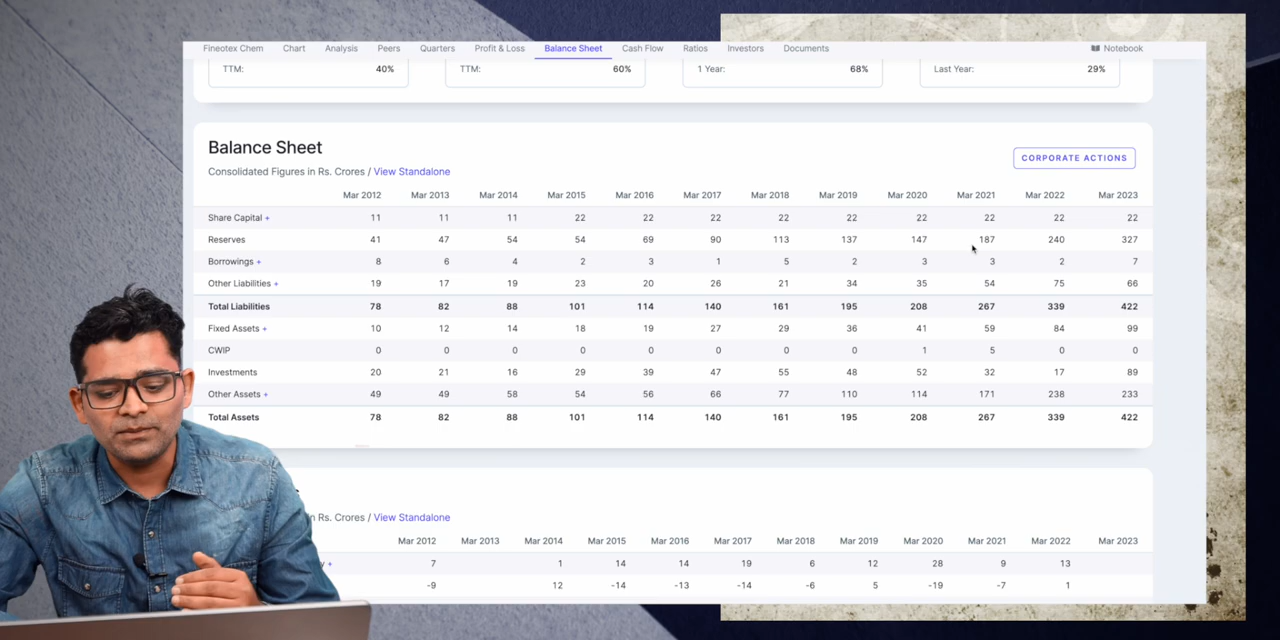 Fineotex Chem Chart Analysis Peers Quarters Profit & Loss Balance Sheet Cash Flow Ratios Investors Documents Notebook
TTM: 40% TTM: 60% 1 Year: 68% Last Year: 29%
Balance Sheet
CORPORATE ACTIONS
Consolidated Figures in Rs. Crores / View Standalone
Mar 2012 Mar 2013 Mar 2014 Mar 2015 Mar 2016 Mar 2017 Mar 2018 Mar 2019 Mar 2020 Mar 2021 Mar 2022 Mar 2023
Share Capital + 11 11 11 22 22 22 22 22 22 22 22 22
Reserves 41 47 54 54 69 90 113 137 147 187 240 327
Borrowings + 8 6 4 2 3 1 5 2 3 3 2 7
Other Liabilities + 19 17 19 23 20 26 21 34 35 54 75 66
Total Liabilities 78 82 88 101 114 140 161 195 208 267 339 422
Fixed Assets + 10 12 14 18 19 27 29 36 41 59 84 99
CWIP 0 0 0 0 0 0 0 0 1 5 0 0
Investments 20 21 16 29 39 47 55 48 52 32 17 89
Other Assets + 49 49 58 54 56 66 77 110 114 171 238 233
Total Assets 78 82 88 101 114 140 161 195 208 267 339 422
in Rs. Crores / View Standalone
Mar 2012 Mar 2013 Mar 2014 Mar 2015 Mar 2016 Mar 2017 Mar 2018 Mar 2019 Mar 2020 Mar 2021 Mar 2022 Mar 2023
+ 7 1 14 14 19 6 12 28 9 13
-9 12 -14 -13 -14 -6 5 -19 -7 1